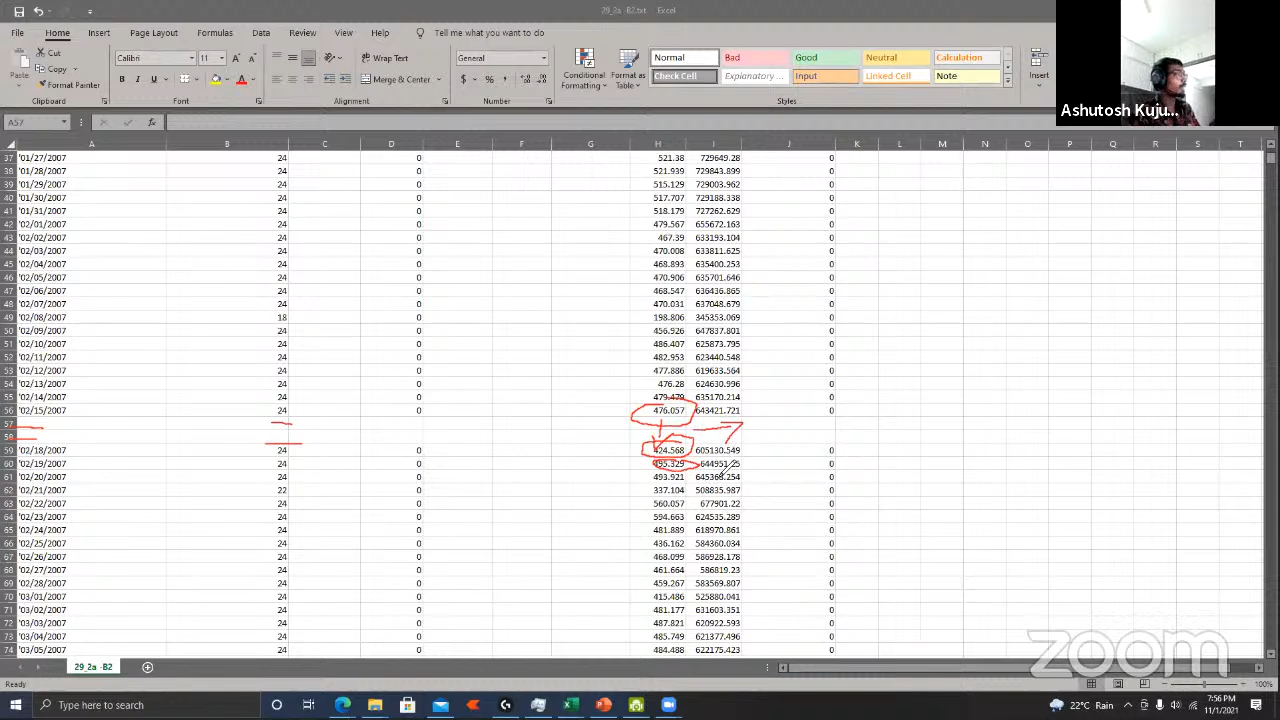 29_2a -B2.txt - Excel
File Home Insert Page Layout Formulas Data Review View Help Tell me what you want to do
Cut
Copy
Format Painter
Paste
Clipboard
Calibri 11
Font
Wrap Text
Merge & Center
Alignment
General
Number
Conditional Formatting
Format as Table
Normal Bad Good Neutral Calculation
Check Cell Explanatory ... Input Linked Cell Note
Styles
Insert
Ashutosh Kuju...
A57
A B C D E F G H I J K L M N O P Q R S T
37 '01/27/2007 24 0 521.38 729649.28 0
38 '01/28/2007 24 0 521.939 729843.899 0
39 '01/29/2007 24 0 515.129 729003.962 0
40 '01/30/2007 24 0 517.707 729188.338 0
41 '01/31/2007 24 0 518.179 727262.629 0
42 '02/01/2007 24 0 479.567 655672.163 0
43 '02/02/2007 24 0 467.39 633193.104 0
44 '02/03/2007 24 0 470.008 633811.625 0
45 '02/04/2007 24 0 468.893 635400.253 0
46 '02/05/2007 24 0 470.906 635701.646 0
47 '02/06/2007 24 0 468.547 636436.865 0
48 '02/07/2007 24 0 470.031 637048.679 0
49 '02/08/2007 18 0 198.806 345353.069 0
50 '02/09/2007 24 0 456.926 647837.801 0
51 '02/10/2007 24 0 486.407 625873.795 0
52 '02/11/2007 24 0 482.953 623440.548 0
53 '02/12/2007 24 0 477.886 619633.564 0
54 '02/13/2007 24 0 476.28 624630.996 0
55 '02/14/2007 24 0 479.479 635170.214 0
56 '02/15/2007 24 0 476.057 643421.721 0
57
58
59 '02/18/2007 24 0 424.568 605130.549 0
60 '02/19/2007 24 0 495.329 644951.25 0
61 '02/20/2007 24 0 493.921 645368.254 0
62 '02/21/2007 22 0 337.104 508835.987 0
63 '02/22/2007 24 0 560.057 677901.22 0
64 '02/23/2007 24 0 594.663 624535.289 0
65 '02/24/2007 24 0 481.889 618970.861 0
66 '02/25/2007 24 0 436.162 584360.034 0
67 '02/26/2007 24 0 468.099 586928.178 0
68 '02/27/2007 24 0 461.664 586819.23 0
69 '02/28/2007 24 0 459.267 583569.807 0
70 '03/01/2007 24 0 415.486 525880.041 0
71 '03/02/2007 24 0 481.177 631603.351 0
72 '03/03/2007 24 0 487.821 620922.593 0
73 '03/04/2007 24 0 485.749 621377.496 0
74 '03/05/2007 24 0 484.488 622175.423 0
zoom
29_2a -B2
Ready
100%
Type here to search
22°C Rain
7:56 PM
11/1/2021